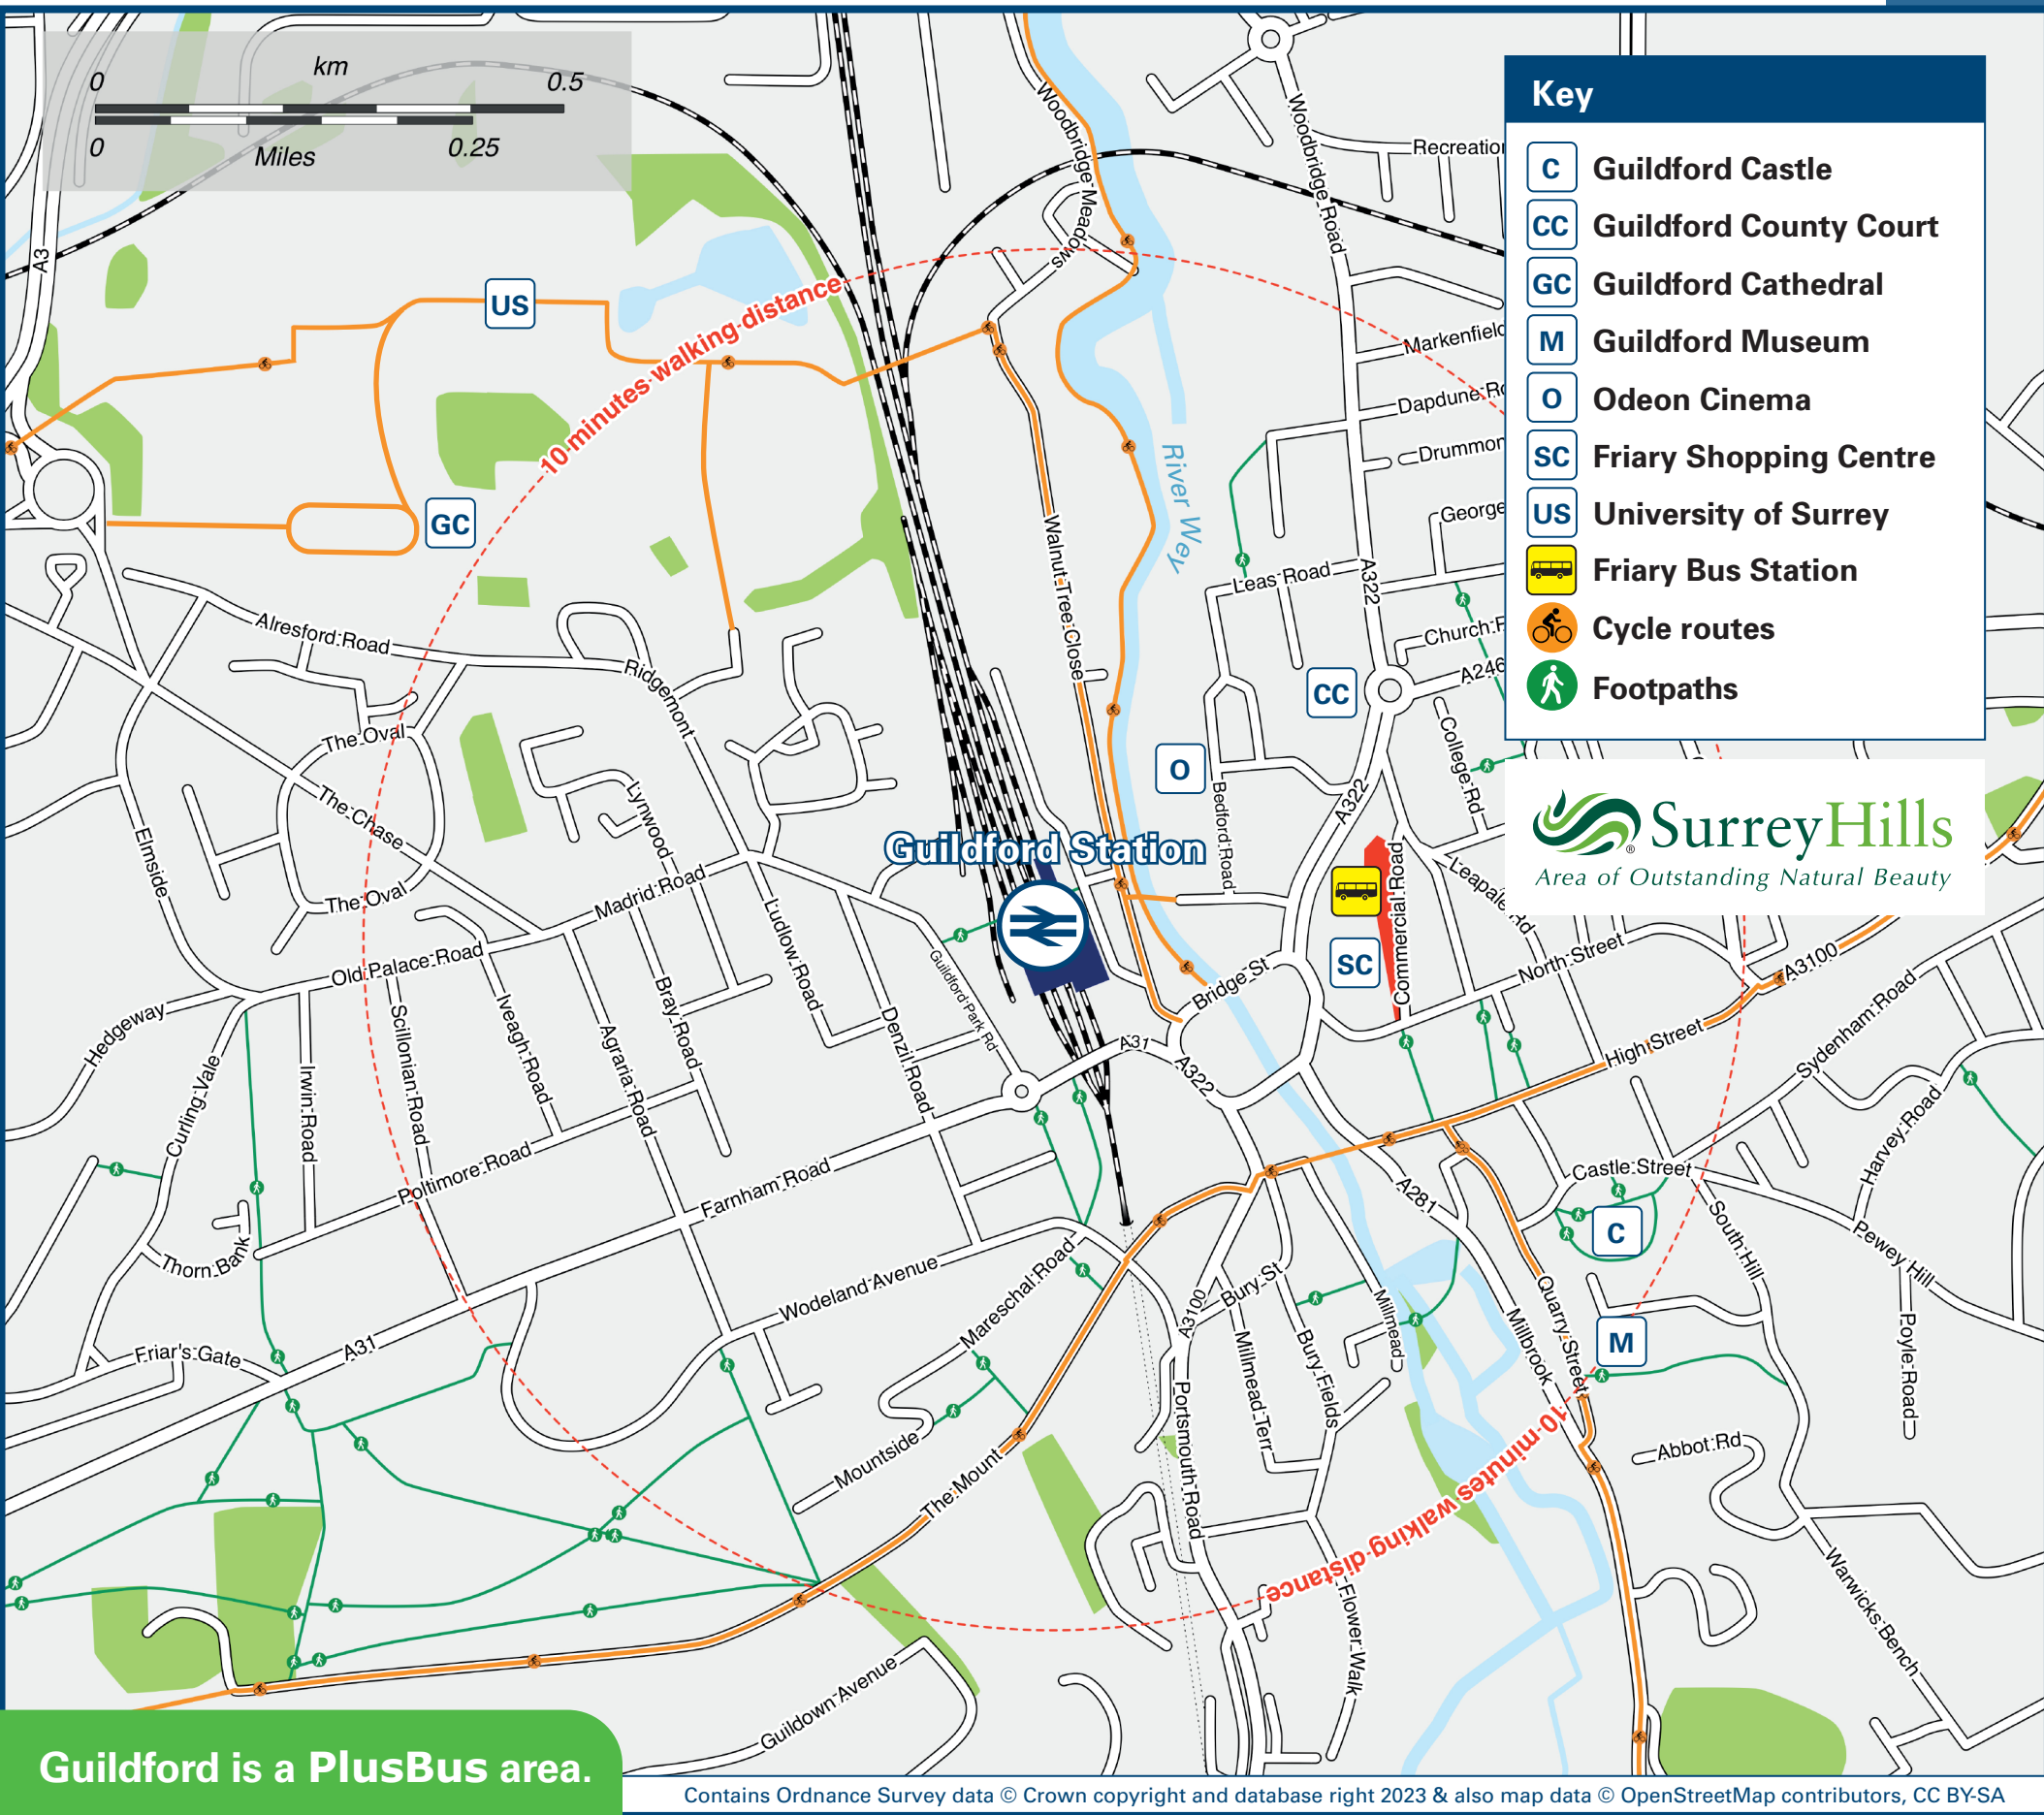 km
0
0.5
0
Miles
0.25
Key
C
Guildford Castle
CC
Guildford County Court
GC
Guildford Cathedral
M
Guildford Museum
O
Odeon Cinema
SC
Friary Shopping Centre
US
University of Surrey
Friary Bus Station
Cycle routes
Footpaths
SurreyHills
®
Area of Outstanding Natural Beauty
A3
Woodbridge Meadows
Woodbridge Road
Recreation
US
10 minutes walking distance
Markenfield
Dapdune Ro
Drummon
River Wey
GC
George
Walnut Tree Close
Leas Road
A322
Church R
Alresford Road
Ridgemont
CC
A246
The Oval
College Rd
O
Bedford Road
A322
The Chase
Lynwood
Guildford Station
Elmside
The Oval
Madrid Road
Commercial Road
Leapale Rd
SC
Ludlow Road
Old Palace Road
Guildford Park Rd
North Street
A3100
Bridge St
Hedgeway
Scillonian Road
Iveagh Road
Bray Road
Agraria Road
Denzil Road
A31
A322
High Street
Sydenham Road
Curling Vale
Irwin Road
Poltimore Road
Farnham Road
Castle Street
Harvey Road
A281
C
South Hill
Pewey Hill
Thorn Bank
Wodeland Avenue
Mareschal Road
A3100
Bury St
Millmead
Millbrook
Quarry Street
M
Poyle Road
Friar's Gate
A31
Millmead Terr
Bury Fields
Portsmouth Road
Mountside
The Mount
10 minutes walking distance
Abbot Rd
Flower Walk
Warwicks Bench
Guildown Avenue
Guildford is a PlusBus area.
Contains Ordnance Survey data © Crown copyright and database right 2023 & also map data © OpenStreetMap contributors, CC BY-SA